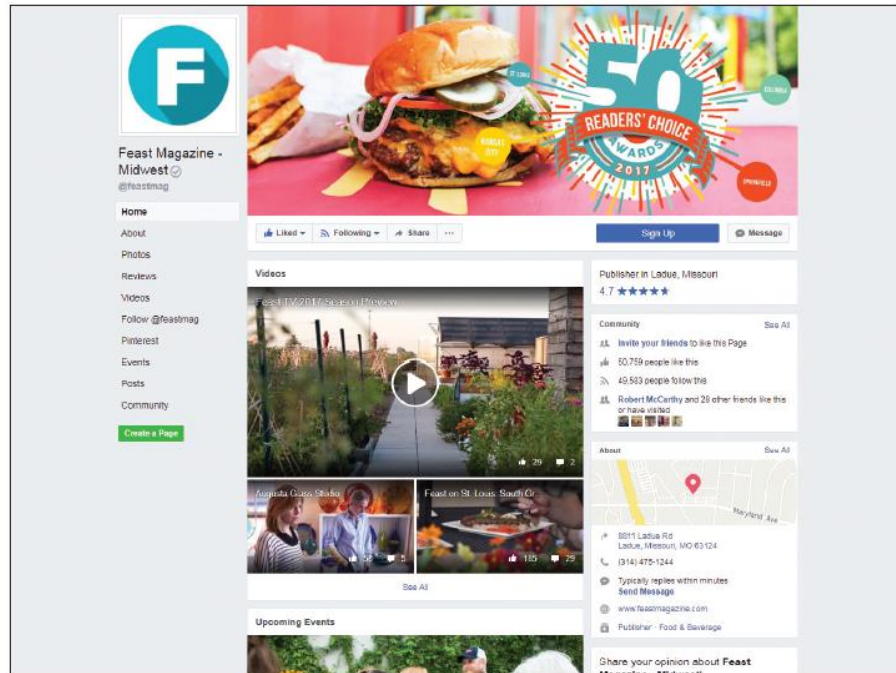 F
Feast Magazine -
Midwest
@feastmag
Home
About
Photos
Reviews
Videos
Follow @feastmag
Pinterest
Events
Posts
Community
Create a Page
ST. LOUIS
COLUMBIA
KANSAS
CITY
SPRINGFIELD
50
READERS' CHOICE
AWARDS
2017
Liked
Following
Share
Sign Up
Message
Videos
Feast TV 2017 Season Preview
29 2
Augusta Glass Studio
58 5
Feast on St. Louis: South Gr...
185 29
See All
Upcoming Events
Publisher in Ladue, Missouri
4.7
Community
See All
Invite your friends to like this Page
50,759 people like this
49,583 people follow this
Robert McCarthy and 28 other friends like this
or have visited
About
See All
Maryland Ave
8811 Ladue Rd
Ladue, Missouri, MO 63124
(314) 475-1244
Typically replies within minutes
Send Message
www.feastmagazine.com
Publisher · Food & Beverage
Share your opinion about Feast
Magazine - Midwest